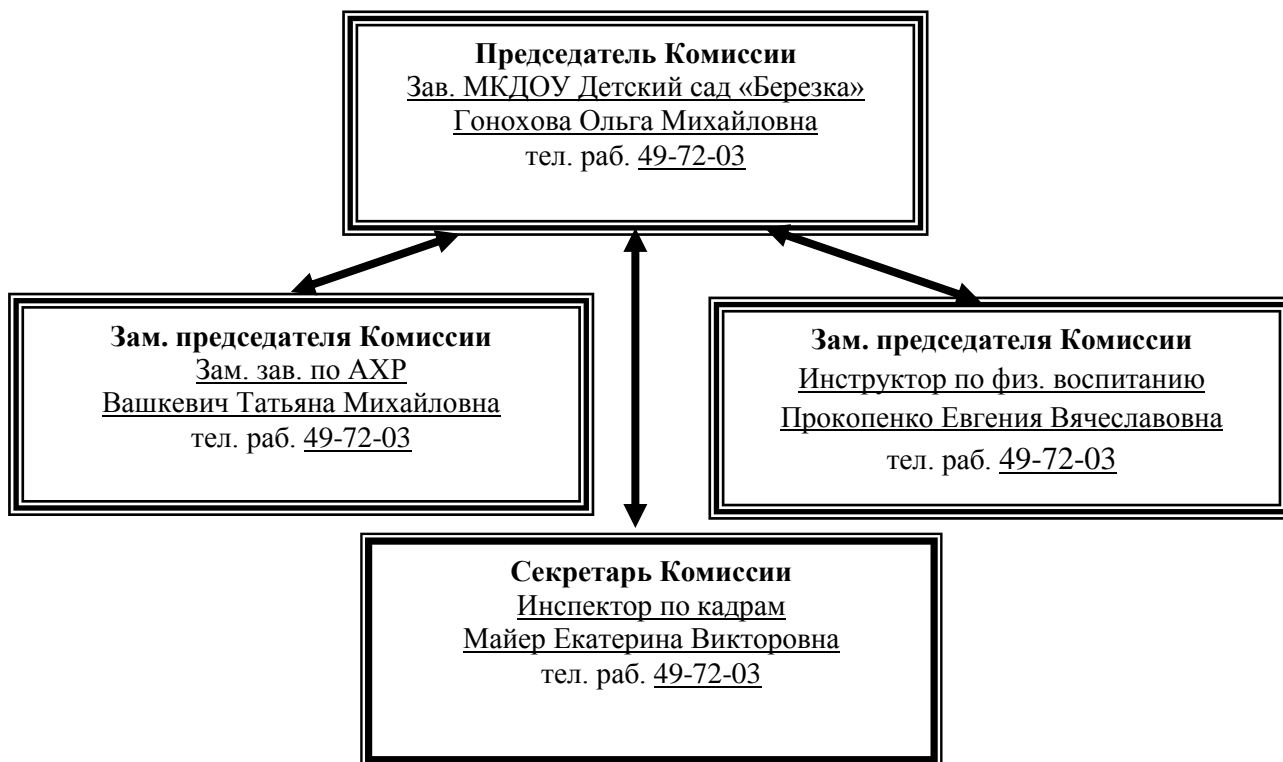 Председатель Комиссии
Зав. МКДОУ Детский сад «Березка»
Гонохова Ольга Михайловна
тел. раб. 49-72-03
Зам. председателя Комиссии
Зам. зав. по АХР
Вашкевич Татьяна Михайловна
тел. раб. 49-72-03
Зам. председателя Комиссии
Инструктор по физ. воспитанию
Прокопенко Евгения Вячеславовна
тел. раб. 49-72-03
Секретарь Комиссии
Инспектор по кадрам
Майер Екатерина Викторовна
тел. раб. 49-72-03